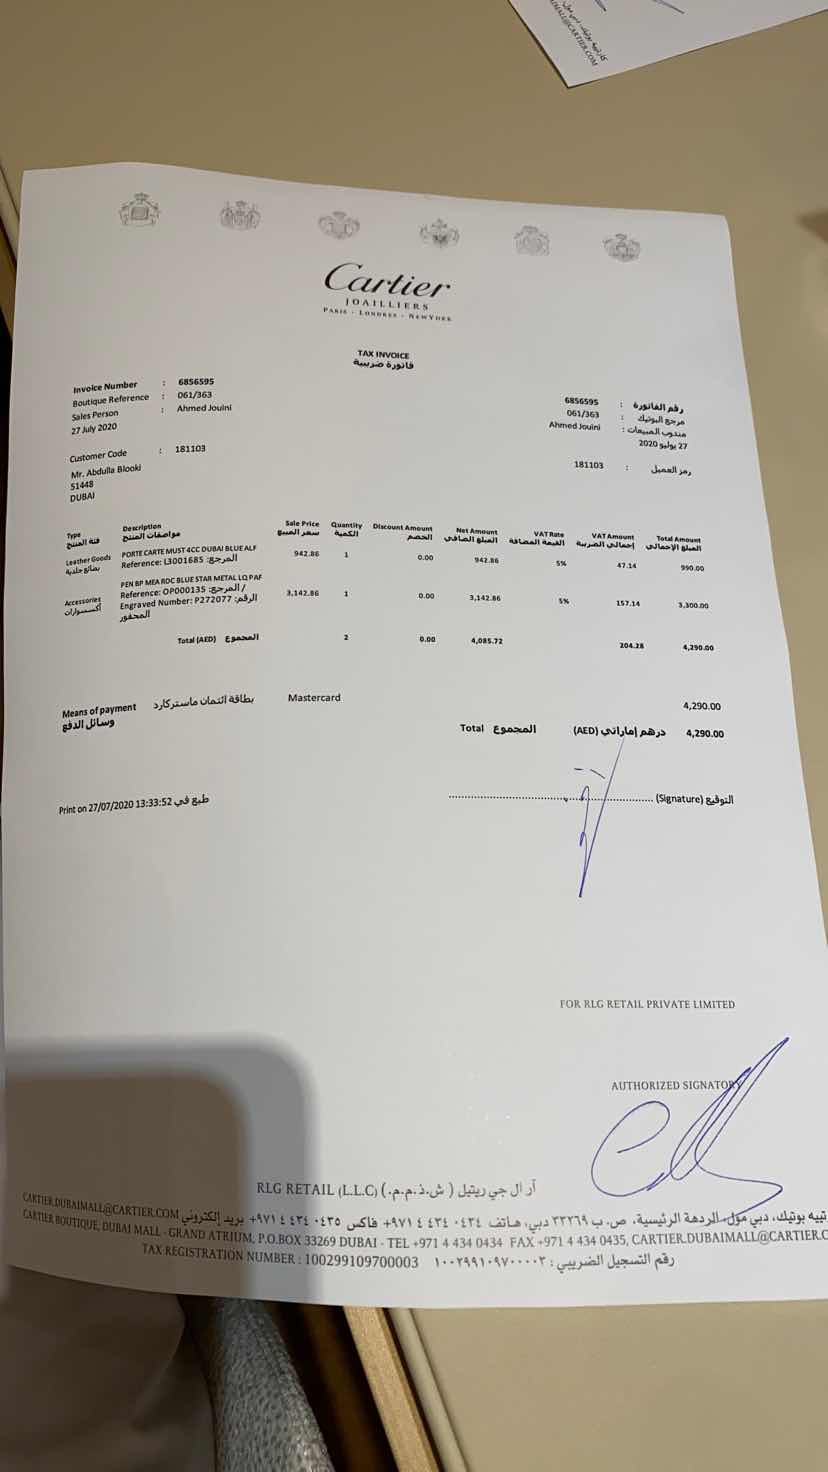 كارتييه بوتيك، دبي مول،
MALL@CARTIER.COM
Cartier
JOAILLIERS
PARIS - LONDRES - NEWYORK
TAX INVOICE
فاتورة ضريبية
Invoice Number : 6856595
Boutique Reference : 061/363
Sales Person : Ahmed Jouini
27 July 2020
6856595 : رقم الفاتورة
061/363 : مرجع البوتيك
Ahmed Jouini : مندوب المبيعات
27 يوليو 2020
Customer Code : 181103
Mr. Abdulla Blooki
51448
DUBAI
181103 : رمز العميل
Type Description Sale Price Quantity Discount Amount Net Amount VAT Rate VAT Amount Total Amount
فئة المنتج مواصفات المنتج سعر المبيع الكمية الخصم المبلغ الصافي القيمة المضافة إجمالي الضريبة المبلغ الإجمالي
Leather Goods PORTE CARTE MUST 4CC DUBAI BLUE ALF 942.86 1 0.00 942.86 5% 47.14 990.00
بضائع جلدية Reference: L3001685 :المرجع
PEN BP MEA RDC BLUE STAR METAL LQ PAF
Accessories Reference: OP000135 :المرجع / 3,142.86 1 0.00 3,142.86 5% 157.14 3,300.00
أكسسوارات Engraved Number: P272077 :الرقم
المحفور
Total (AED) المجموع 2 0.00 4,085.72 204.28 4,290.00
Means of payment بطاقة ائتمان ماستركارد Mastercard 4,290.00
وسائل الدفع
Total المجموع (AED) درهم إماراتي 4,290.00
Print on 27/07/2020 13:33:52 طبع في
(Signature) التوقيع
FOR RLG RETAIL PRIVATE LIMITED
AUTHORIZED SIGNATORY
RLG RETAIL (L.L.C) آر ال جي ريتيل ( ش.ذ.م.م.)
تييه بوتيك، دبي مول، الردهة الرئيسية، ص. ب ٣٣٢٦٩ دبي، هاتف ٠٤٣٤ ٤٣٤ ٤ ٩٧١+ فاكس ٠٤٣٥ ٤٣٤ ٤ ٩٧١+ بريد إلكتروني CARTIER.DUBAIMALL@CARTIER.COM
CARTIER BOUTIQUE, DUBAI MALL - GRAND ATRIUM, P.O.BOX 33269 DUBAI - TEL +971 4 434 0434 FAX +971 4 434 0435, CARTIER.DUBAIMALL@CARTIER.C
TAX REGISTRATION NUMBER : 100299109700003 رقم التسجيل الضريبي : ١٠٠٢٩٩١٠٩٧٠٠٠٠٣